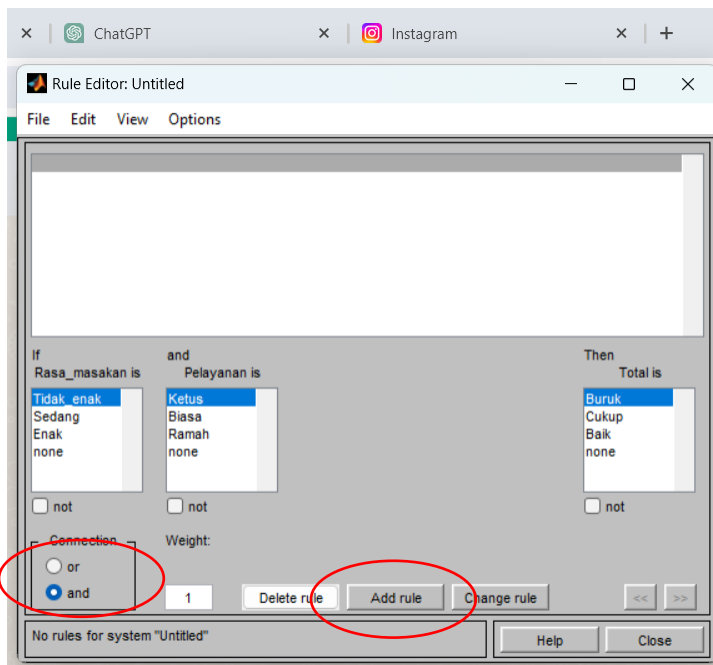 ChatGPT Instagram
Rule Editor: Untitled
File Edit View Options
If and Then
Rasa_masakan is Pelayanan is Total is
Tidak_enak Ketus Buruk
Sedang Biasa Cukup
Enak Ramah Baik
none none none
not not not
Connection Weight:
or
and 1 Delete rule Add rule Change rule << >>
No rules for system "Untitled" Help Close